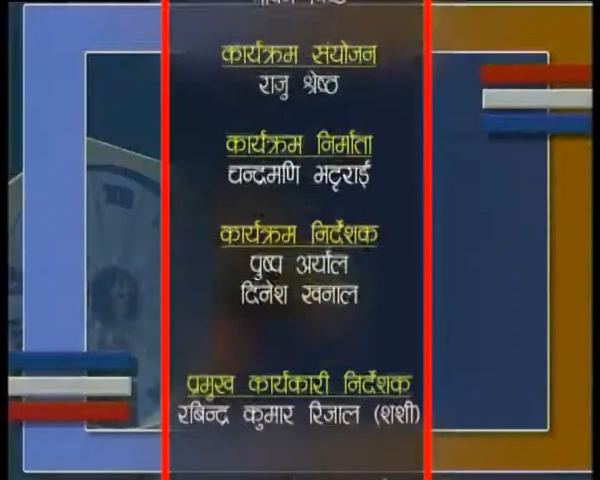 कार्यक्रम संयोजन
राजु श्रेष्ठ
कार्यक्रम निर्माता
चन्द्रमणि भट्टराई
कार्यक्रम निर्देशक
पुष्प अर्याल
दिनेश खनाल
प्रमुख कार्यकारी निर्देशक
रबिन्द्र कुमार रिजाल (शशी)